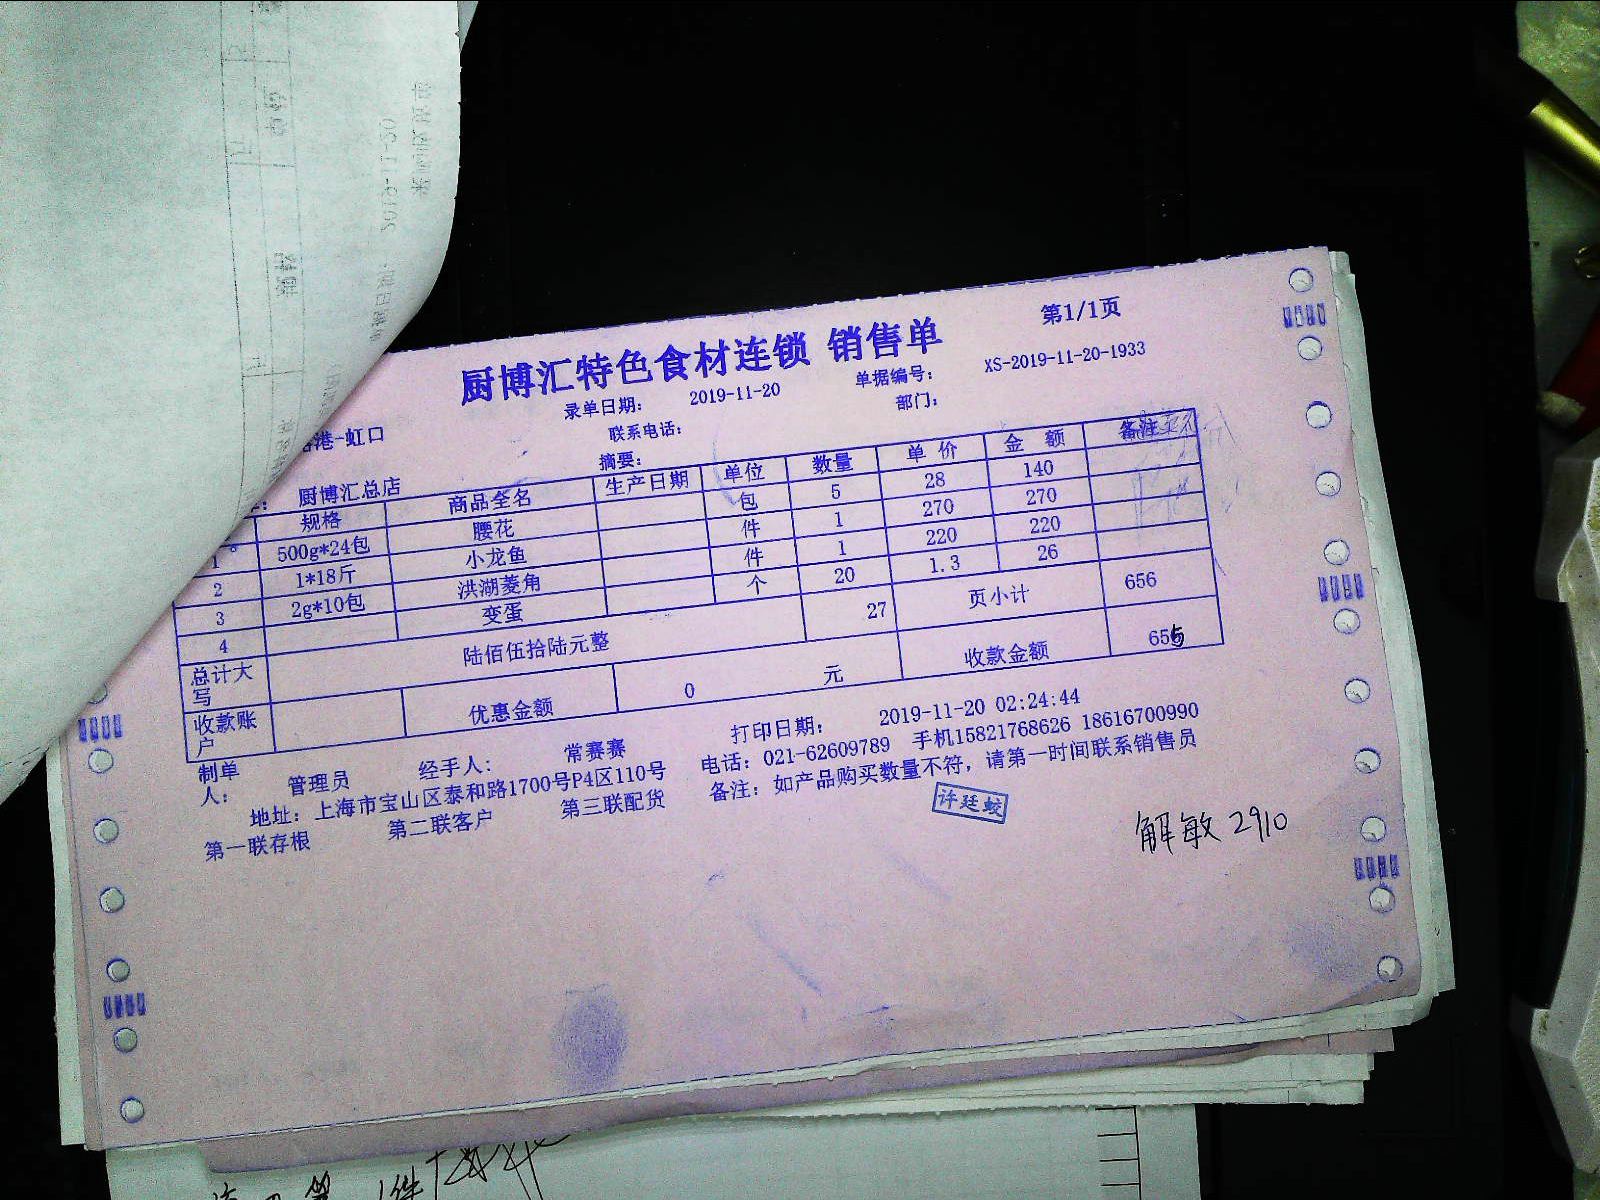 厨博汇特色食材连锁 销售单
第1/1页
录单日期: 2019-11-20 单据编号: XS-2019-11-20-1933
港-虹口 联系电话: 部门:
厨博汇总店 摘要:
规格 商品全名 生产日期 单位 数量 单价 金额 备注
1 500g*24包 腰花 包 5 28 140
2 1*18斤 小龙鱼 件 1 270 270
3 2g*10包 洪湖菱角 件 1 220 220
4 变蛋 个 20 1.3 26
总计大写 陆佰伍拾陆元整 27 页小计 656
收款账户 优惠金额 0 元 收款金额 655
制单人: 管理员 经手人: 常赛赛 打印日期: 2019-11-20 02:24:44
地址: 上海市宝山区泰和路1700号P4区110号 电话: 021-62609789 手机15821768626 18616700990
第一联存根 第二联客户 第三联配货 备注: 如产品购买数量不符, 请第一时间联系销售员
许廷蛟
解敏 2910
2019-11-20
1件